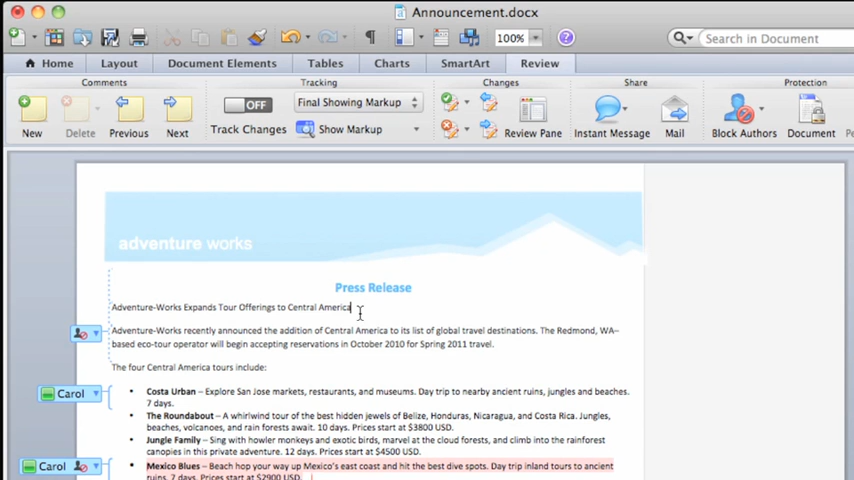 Announcement.docx
100%
Search in Document
Home Layout Document Elements Tables Charts SmartArt Review
Comments Tracking Changes Share Protection
OFF Final Showing Markup
New Delete Previous Next Track Changes Show Markup Review Pane Instant Message Mail Block Authors Document
adventure works
Press Release
Adventure-Works Expands Tour Offerings to Central America
Adventure-Works recently announced the addition of Central America to its list of global travel destinations. The Redmond, WA–
based eco-tour operator will begin accepting reservations in October 2010 for Spring 2011 travel.
The four Central America tours include:
Carol
• Costa Urban – Explore San Jose markets, restaurants, and museums. Day trip to nearby ancient ruins, jungles and beaches.
7 days.
• The Roundabout – A whirlwind tour of the best hidden jewels of Belize, Honduras, Nicaragua, and Costa Rica. Jungles,
beaches, volcanoes, and rain forests await. 10 days. Prices start at $3800 USD.
• Jungle Family – Sing with howler monkeys and exotic birds, marvel at the cloud forests, and climb into the rainforest
canopies in this private adventure. 12 days. Prices start at $4500 USD.
Carol
• Mexico Blues – Beach hop your way up Mexico's east coast and hit the best dive spots. Day trip inland tours to ancient
ruins. 7 days. Prices start at $2900 USD.